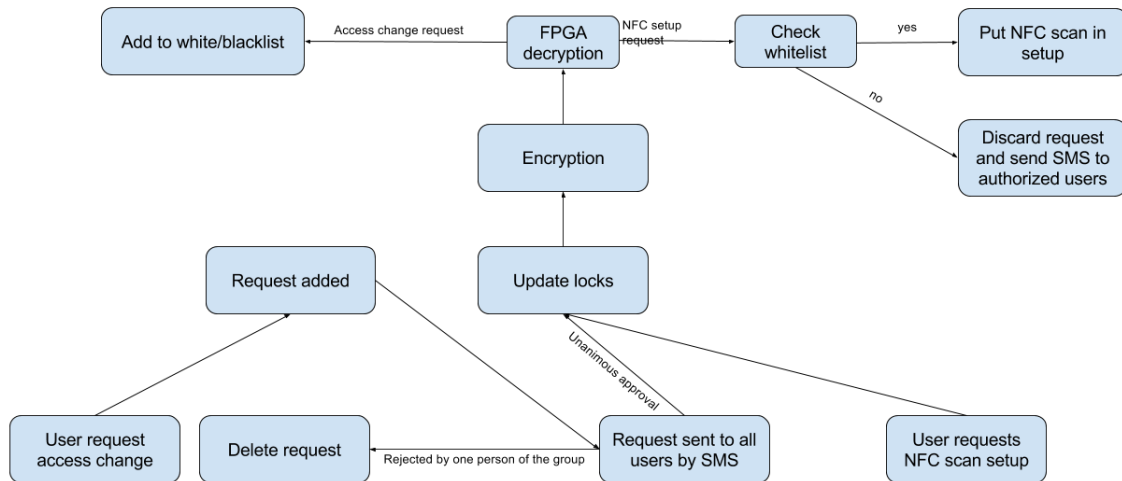 Add to white/blacklist
Access change request
FPGA
decryption
NFC setup
request
Check
whitelist
yes
Put NFC scan in
setup
no
Discard request
and send SMS to
authorized users
Encryption
Request added
Update locks
Unanimous approval
User request
access change
Delete request
Rejected by one person of the group
Request sent to all
users by SMS
User requests
NFC scan setup